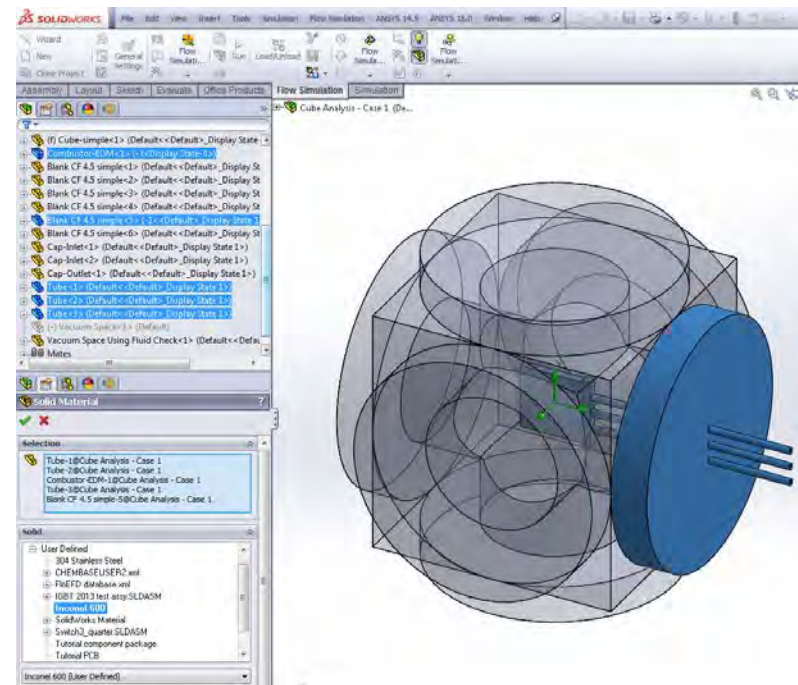 SOLIDWORKS File Edit View Insert Tools Simulation Flow Simulation ANSYS 14.5 ANSYS 15.0 Window Help
Wizard
New
General Settings
Flow Simulati...
Run
Load/Unload
Flow Simula...
Flow Simulati...
Clone Project
Assembly Layout Sketch Evaluate Office Products Flow Simulation Simulation
Cube Analysis - Case 1 (De...
(f) Cube-simple<1> (Default<<Default>_Display State
Combustor-EDM<1> (-1<Display State-8>)
Blank CF 4.5 simple<1> (Default<<Default>_Display St
Blank CF 4.5 simple<2> (Default<<Default>_Display St
Blank CF 4.5 simple<3> (Default<<Default>_Display St
Blank CF 4.5 simple<4> (Default<<Default>_Display St
Blank CF 4.5 simple<5> (-2<<Default>_Display State 1
Blank CF 4.5 simple<6> (Default<<Default>_Display St
Cap-Inlet<1> (Default<<Default>_Display State 1>)
Cap-Inlet<2> (Default<<Default>_Display State 1>)
Cap-Outlet<1> (Default<<Default>_Display State 1>)
Tube<1> (Default<<Default>_Display State 1>)
Tube<2> (Default<<Default>_Display State 1>)
Tube<3> (Default<<Default>_Display State 1>)
(-) Vacuum Space<1> (Default)
Vacuum Space Using Fluid Check<1> (Default<<Defau
Mates
Solid Material ?
Selection
Tube-1@Cube Analysis - Case 1
Tube-2@Cube Analysis - Case 1
Combustor-EDM-1@Cube Analysis - Case 1
Tube-3@Cube Analysis - Case 1
Blank CF 4.5 simple-5@Cube Analysis - Case 1
Solid
User Defined
304 Stainless Steel
CHEMBASEUSER2.xml
FloEFD database.xml
IGBT 2013 test assy.SLDASM
Inconel 600
SolidWorks Material
Switch3_quarter.SLDASM
Tutorial component package
Tutorial PCB
Inconel 600 [User Defined]